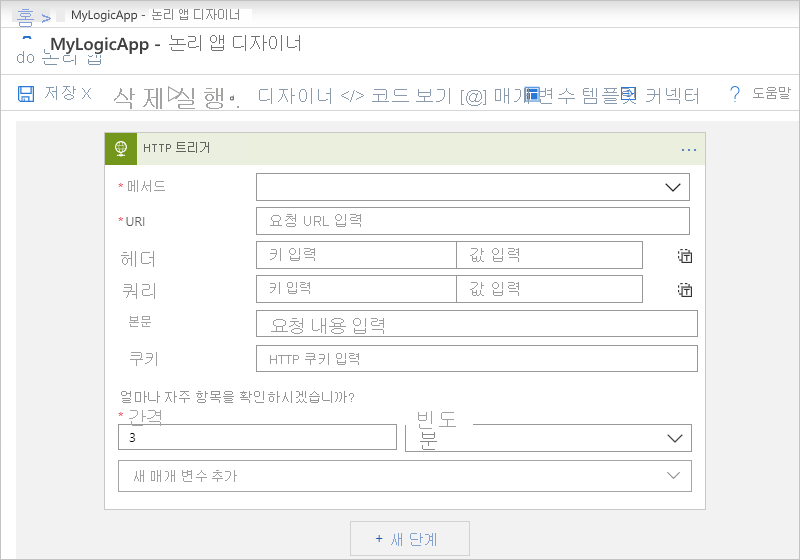 홈 > MyLogicApp - 논리 앱 디자이너
MyLogicApp - 논리 앱 디자이너
do 논리 앱
저장 X 삭제 실행 디자이너 </> 코드 보기 [@] 매개 변수 템플릿 커넥터 ? 도움말
HTTP 트리거 ...
* 메서드
* URI 요청 URL 입력
헤더 키 입력 값 입력
쿼리 키 입력 값 입력
본문 요청 내용 입력
쿠키 HTTP 쿠키 입력
얼마나 자주 항목을 확인하시겠습니까?
* 간격 빈도
3 분
새 매개 변수 추가
+ 새 단계